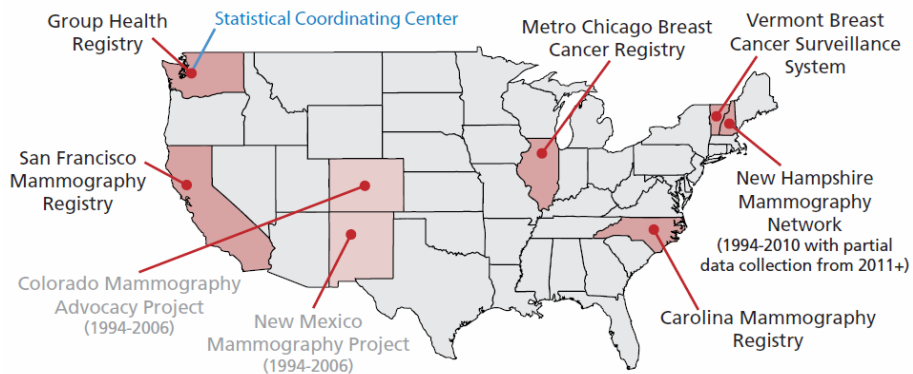 Group Health
Registry
Statistical Coordinating Center
Metro Chicago Breast
Cancer Registry
Vermont Breast
Cancer Surveillance
System
San Francisco
Mammography
Registry
New Hampshire
Mammography
Network
(1994-2010 with partial
data collection from 2011+)
Colorado Mammography
Advocacy Project
(1994-2006)
New Mexico
Mammography Project
(1994-2006)
Carolina Mammography
Registry